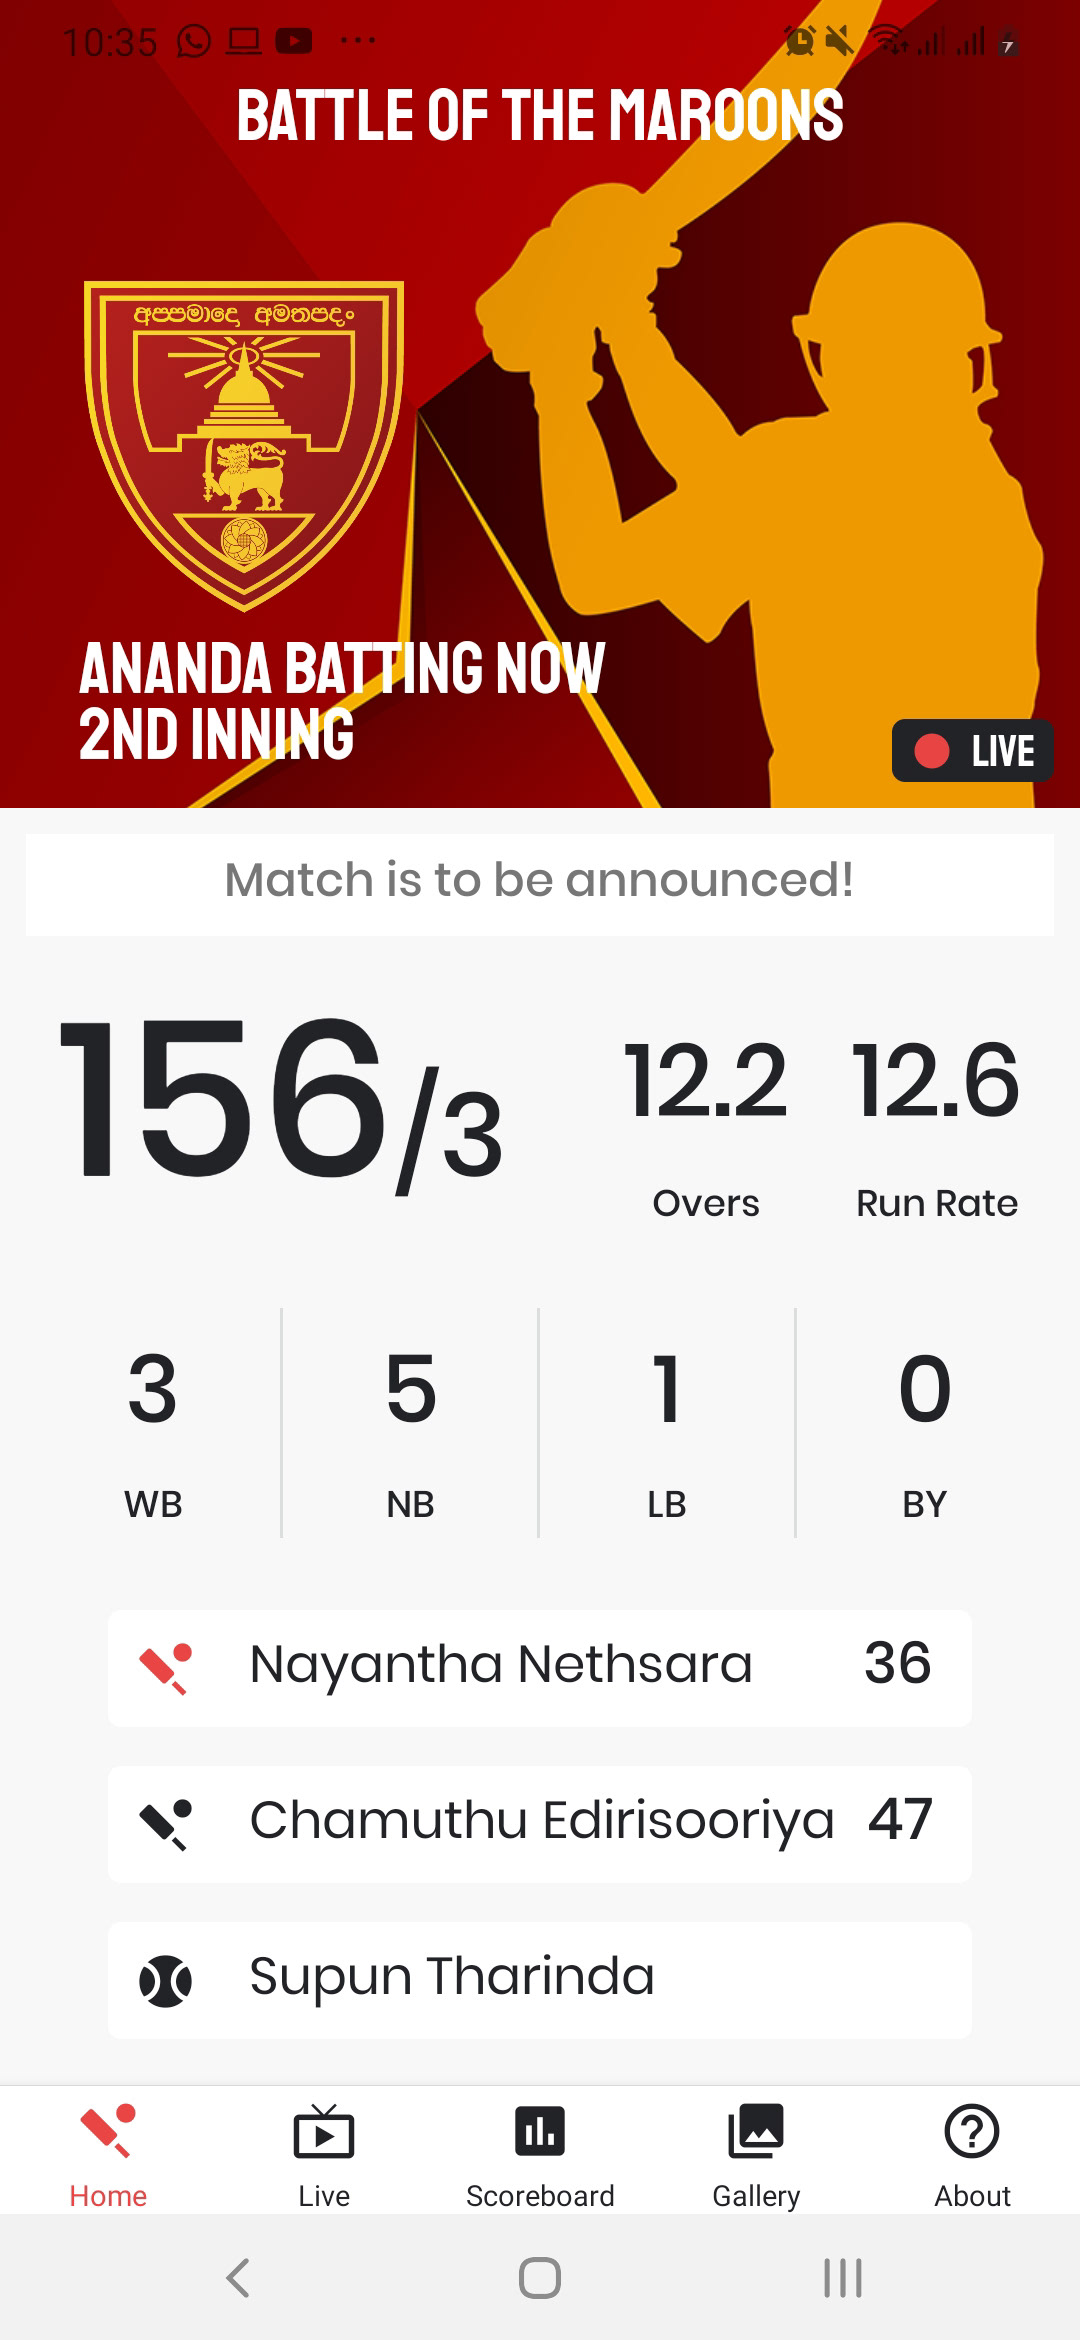 10:35
BATTLE OF THE MAROONS
අප්පමාදො අමතපදං
ANANDA BATTING NOW
2ND INNING
LIVE
Match is to be announced!
156/3
12.2 12.6
Overs Run Rate
3 5 1 0
WB NB LB BY
Nayantha Nethsara 36
Chamuthu Edirisooriya 47
Supun Tharinda
Home Live Scoreboard Gallery About